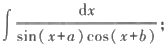 ∫ dx / sin(x+a)cos(x+b) ;